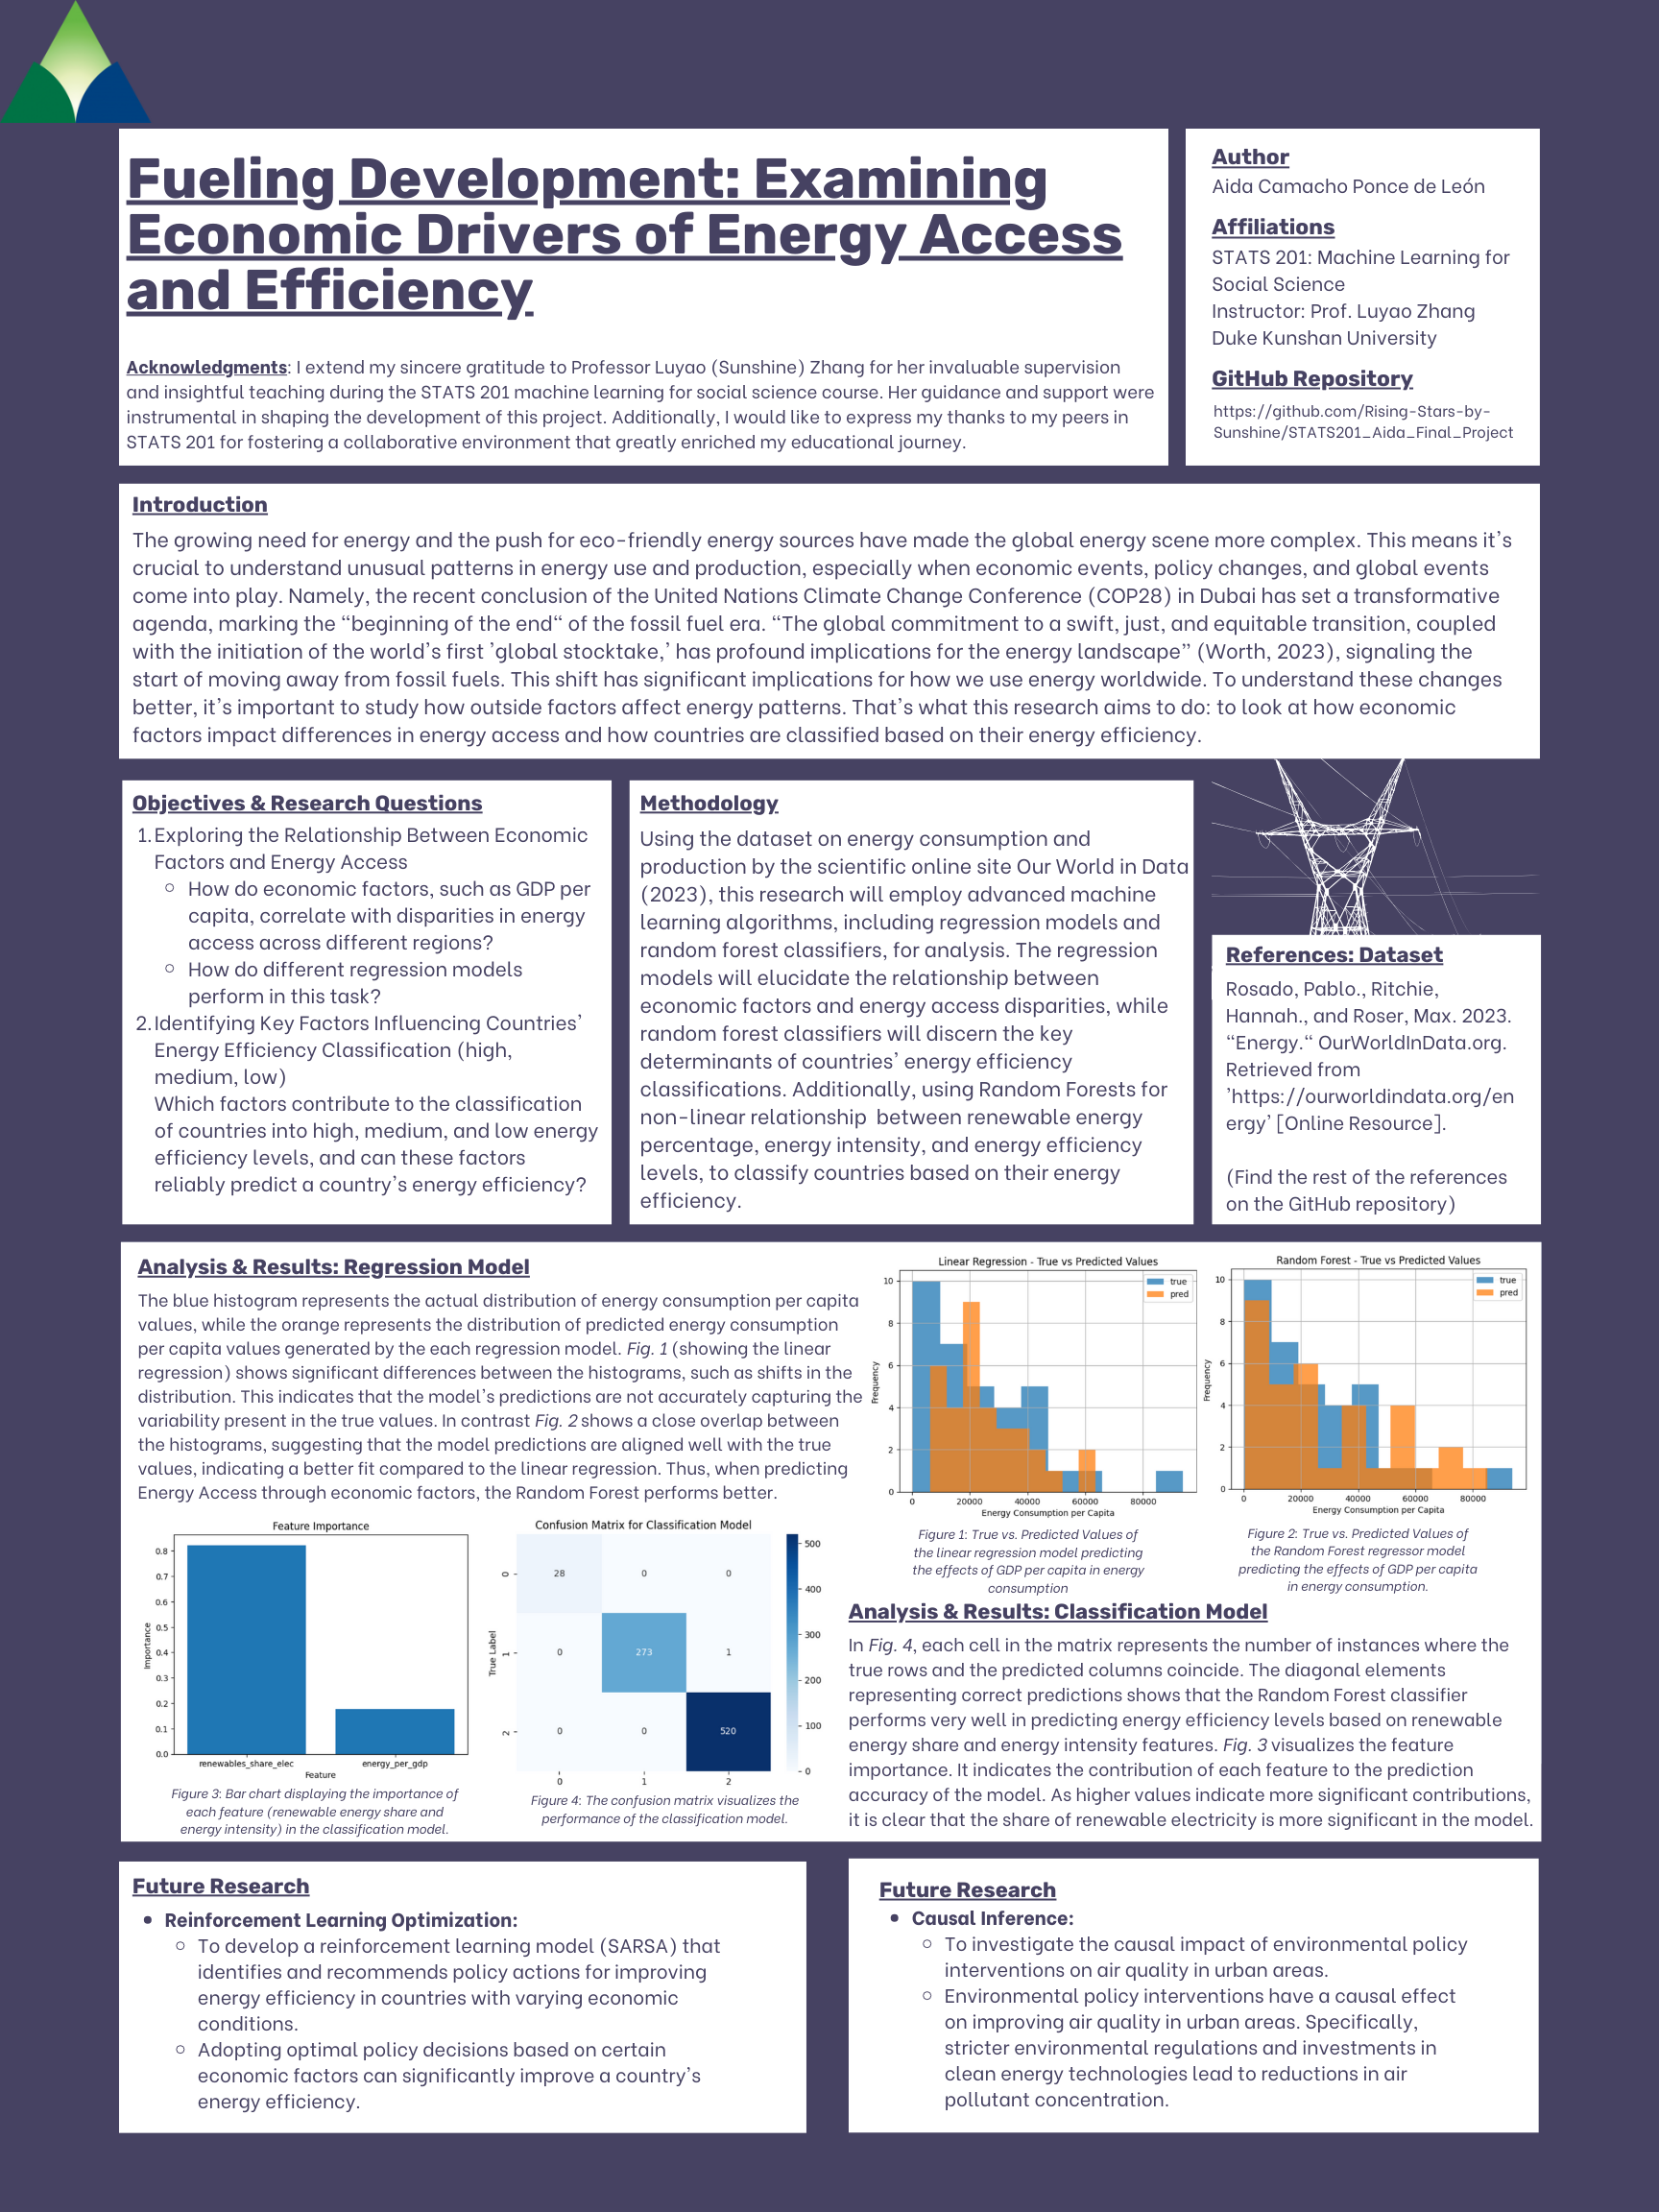 Fueling Development: Examining
Economic Drivers of Energy Access
and Efficiency
Acknowledgments: I extend my sincere gratitude to Professor Luyao (Sunshine) Zhang for her invaluable supervision
and insightful teaching during the STATS 201 machine learning for social science course. Her guidance and support were
instrumental in shaping the development of this project. Additionally, I would like to express my thanks to my peers in
STATS 201 for fostering a collaborative environment that greatly enriched my educational journey.
Author
Aida Camacho Ponce de León
Affiliations
STATS 201: Machine Learning for
Social Science
Instructor: Prof. Luyao Zhang
Duke Kunshan University
GitHub Repository
https://github.com/Rising-Stars-by-
Sunshine/STATS201_Aida_Final_Project
Introduction
The growing need for energy and the push for eco-friendly energy sources have made the global energy scene more complex. This means it's
crucial to understand unusual patterns in energy use and production, especially when economic events, policy changes, and global events
come into play. Namely, the recent conclusion of the United Nations Climate Change Conference (COP28) in Dubai has set a transformative
agenda, marking the “beginning of the end“ of the fossil fuel era. “The global commitment to a swift, just, and equitable transition, coupled
with the initiation of the world's first 'global stocktake,' has profound implications for the energy landscape” (Worth, 2023), signaling the
start of moving away from fossil fuels. This shift has significant implications for how we use energy worldwide. To understand these changes
better, it's important to study how outside factors affect energy patterns. That's what this research aims to do: to look at how economic
factors impact differences in energy access and how countries are classified based on their energy efficiency.
Objectives & Research Questions
1. Exploring the Relationship Between Economic
Factors and Energy Access
○ How do economic factors, such as GDP per
capita, correlate with disparities in energy
access across different regions?
○ How do different regression models
perform in this task?
2. Identifying Key Factors Influencing Countries'
Energy Efficiency Classification (high,
medium, low)
Which factors contribute to the classification
of countries into high, medium, and low energy
efficiency levels, and can these factors
reliably predict a country's energy efficiency?
Methodology
Using the dataset on energy consumption and
production by the scientific online site Our World in Data
(2023), this research will employ advanced machine
learning algorithms, including regression models and
random forest classifiers, for analysis. The regression
models will elucidate the relationship between
economic factors and energy access disparities, while
random forest classifiers will discern the key
determinants of countries' energy efficiency
classifications. Additionally, using Random Forests for
non-linear relationship between renewable energy
percentage, energy intensity, and energy efficiency
levels, to classify countries based on their energy
efficiency.
References: Dataset
Rosado, Pablo., Ritchie,
Hannah., and Roser, Max. 2023.
“Energy.“ OurWorldInData.org.
Retrieved from
'https://ourworldindata.org/en
ergy' [Online Resource].
(Find the rest of the references
on the GitHub repository)
Analysis & Results: Regression Model
The blue histogram represents the actual distribution of energy consumption per capita
values, while the orange represents the distribution of predicted energy consumption
per capita values generated by the each regression model. Fig. 1 (showing the linear
regression) shows significant differences between the histograms, such as shifts in the
distribution. This indicates that the model's predictions are not accurately capturing the
variability present in the true values. In contrast Fig. 2 shows a close overlap between
the histograms, suggesting that the model predictions are aligned well with the true
values, indicating a better fit compared to the linear regression. Thus, when predicting
Energy Access through economic factors, the Random Forest performs better.
Linear Regression - True vs Predicted Values
true
pred
10
8
6
4
2
0
Frequency
0 20000 40000 60000 80000
Energy Consumption per Capita
Figure 1: True vs. Predicted Values of
the linear regression model predicting
the effects of GDP per capita in energy
consumption
Random Forest - True vs Predicted Values
true
pred
10
8
6
4
2
0
Frequency
0 20000 40000 60000 80000
Energy Consumption per Capita
Figure 2: True vs. Predicted Values of
the Random Forest regressor model
predicting the effects of GDP per capita
in energy consumption.
Feature Importance
0.8
0.7
0.6
0.5
0.4
0.3
0.2
0.1
0.0
Importance
renewables_share_elec energy_per_gdp
Feature
Figure 3: Bar chart displaying the importance of
each feature (renewable energy share and
energy intensity) in the classification model.
Confusion Matrix for Classification Model
0 28 0 0
1 0 273 1
2 0 0 520
True Label
0 1 2
500
400
300
200
100
0
Figure 4: The confusion matrix visualizes the
performance of the classification model.
Analysis & Results: Classification Model
In Fig. 4, each cell in the matrix represents the number of instances where the
true rows and the predicted columns coincide. The diagonal elements
representing correct predictions shows that the Random Forest classifier
performs very well in predicting energy efficiency levels based on renewable
energy share and energy intensity features. Fig. 3 visualizes the feature
importance. It indicates the contribution of each feature to the prediction
accuracy of the model. As higher values indicate more significant contributions,
it is clear that the share of renewable electricity is more significant in the model.
Future Research
• Reinforcement Learning Optimization:
○ To develop a reinforcement learning model (SARSA) that
identifies and recommends policy actions for improving
energy efficiency in countries with varying economic
conditions.
○ Adopting optimal policy decisions based on certain
economic factors can significantly improve a country's
energy efficiency.
Future Research
• Causal Inference:
○ To investigate the causal impact of environmental policy
interventions on air quality in urban areas.
○ Environmental policy interventions have a causal effect
on improving air quality in urban areas. Specifically,
stricter environmental regulations and investments in
clean energy technologies lead to reductions in air
pollutant concentration.